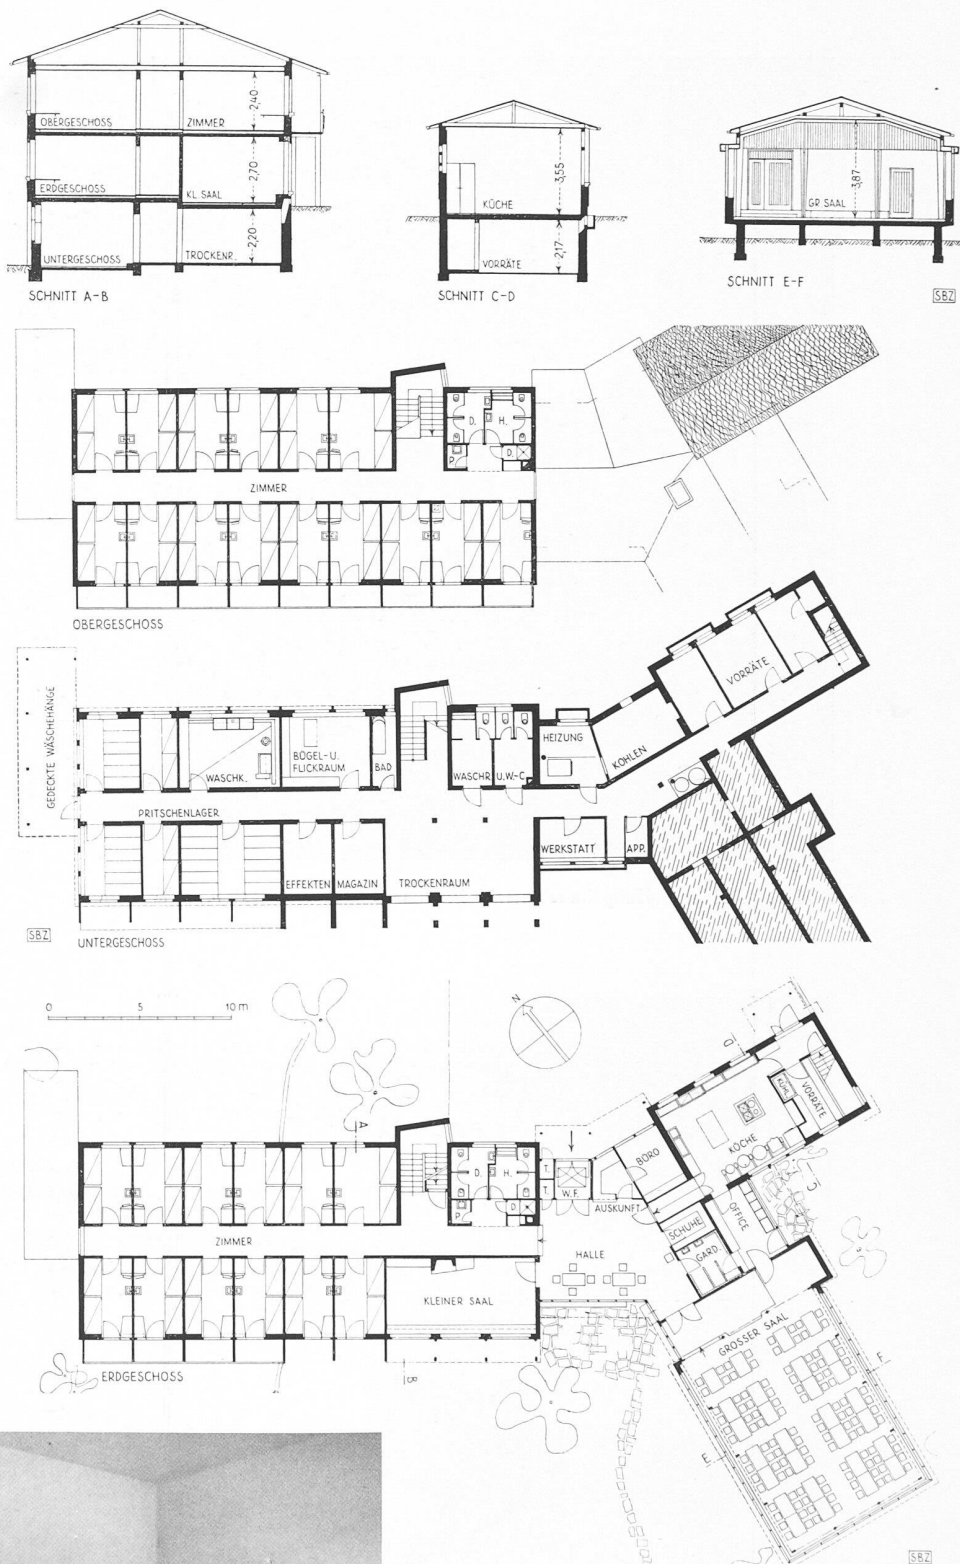 OBERGESCHOSS
ZIMMER
2,40
ERDGESCHOSS
KL. SAAL
2,70
UNTERGESCHOSS
TROCKENR.
2,20
SCHNITT A-B
KÜCHE
3,55
VORRÄTE
2,17
SCHNITT C-D
GR SAAL
3,87
SCHNITT E-F
SBZ
D.
H.
P.
D.
ZIMMER
OBERGESCHOSS
GEDECKTE WÄSCHEHÄNGE
WASCHK.
BÖGEL- U.
FLICKRAUM
BAD
WASCHR.
U.W.-C
HEIZUNG
KOHLEN
VORRÄTE
PRITSCHENLAGER
EFFEKTEN
MAGAZIN
TROCKENRAUM
WERKSTATT
APP.
SBZ
UNTERGESCHOSS
0 5 10 m
N
A
D.
H.
P.
D
T.
T.
W.F.
BÜRO
AUSKUNFT
KÜCHE
KÜHL
VORRÄTE
OFFICE
SCHUHE
GARD.
ZIMMER
HALLE
KLEINER SAAL
GROSSER SAAL
ERDGESCHOSS
B
E
F
SBZ